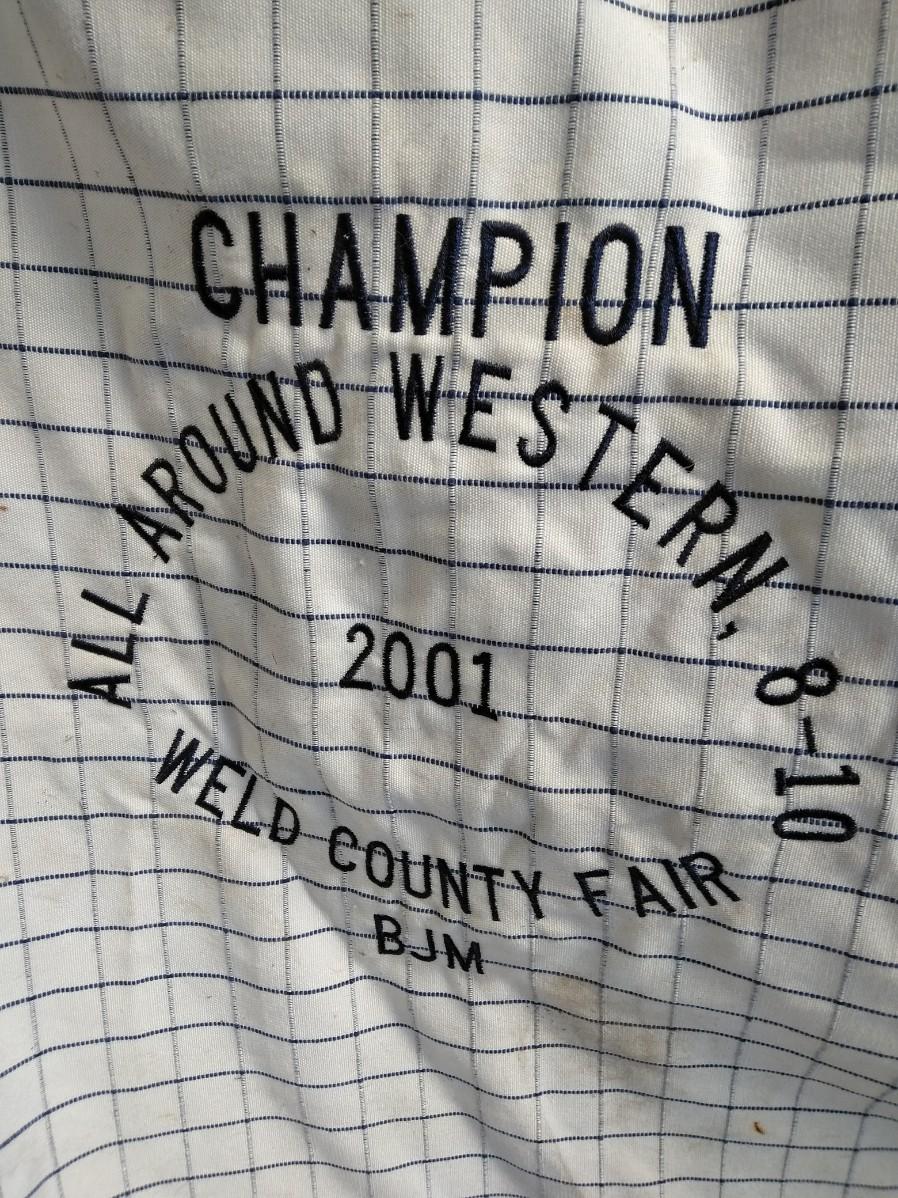 CHAMPION
ALL AROUND WESTERN, 8-10
2001
WELD COUNTY FAIR
BJM